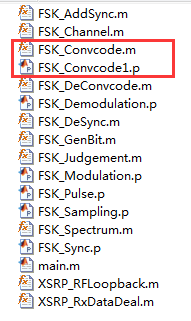 FSK_AddSync.m
FSK_Channel.m
FSK_Convcode.m
FSK_Convcode1.p
FSK_DeConvcode.m
FSK_Demodulation.p
FSK_DeSync.m
FSK_GenBit.m
FSK_Judgement.m
FSK_Modulation.p
FSK_Pulse.p
FSK_Sampling.p
FSK_Spectrum.m
FSK_Sync.p
main.m
XSRP_RFLoopback.m
XSRP_RxDataDeal.m